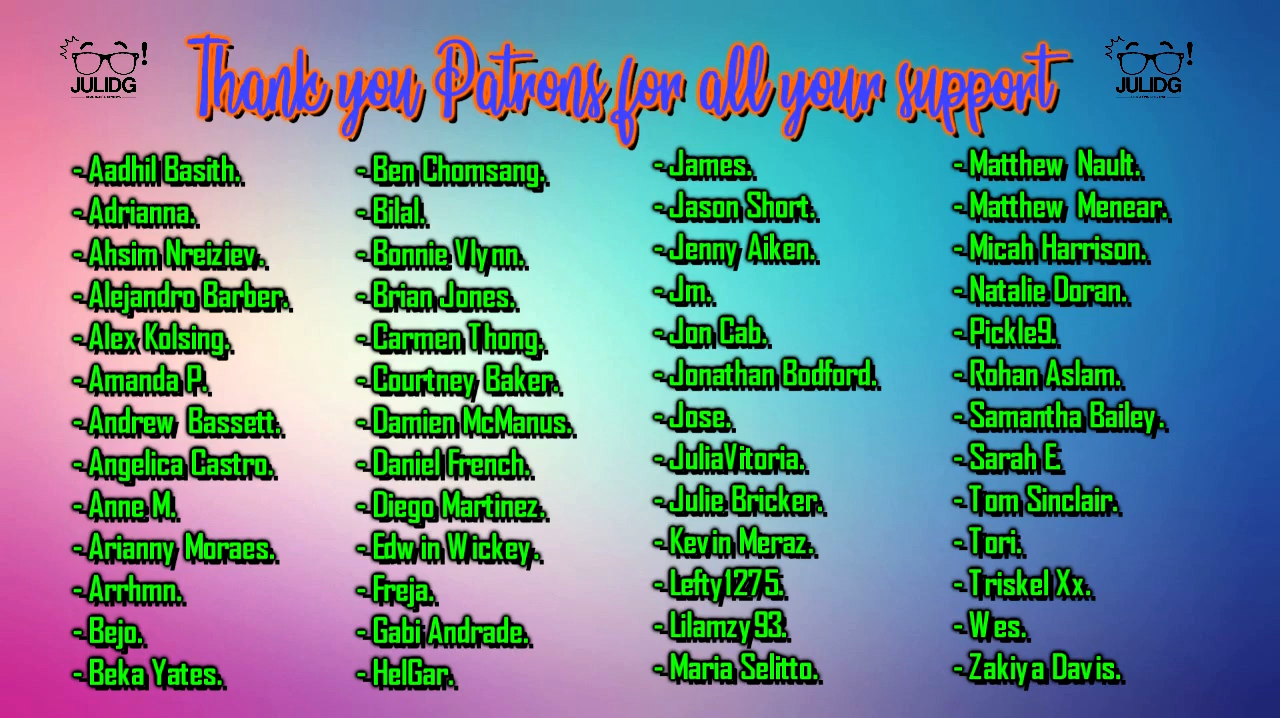 JULIDG
Thank you Patrons for all your support
JULIDG
- Aadhil Basith.
- Adrianna.
- Ahsim Nreiziev.
- Alejandro Barber.
- Alex Kolsing.
- Amanda P.
- Andrew Bassett.
- Angelica Castro.
- Anne M.
- Arianny Moraes.
- Arrhmn.
- Bejo.
- Beka Yates.
- Ben Chomsang.
- Bilal.
- Bonnie Vlynn.
- Brian Jones.
- Carmen Thong.
- Courtney Baker.
- Damien McManus.
- Daniel French.
- Diego Martinez.
- Edwin Wickey.
- Freja.
- Gabi Andrade.
- HelGar.
- James.
- Jason Short.
- Jenny Aiken.
- Jm.
- Jon Cab.
- Jonathan Bodford.
- Jose.
- JuliaVitoria.
- Julie Bricker.
- Kevin Meraz.
- Lefty1275.
- Lilamzy93.
- Maria Selitto.
- Matthew Nault.
- Matthew Menear.
- Micah Harrison.
- Natalie Doran.
- Pickle9.
- Rohan Aslam.
- Samantha Bailey.
- Sarah E.
- Tom Sinclair.
- Tori.
- Triskel Xx.
- Wes.
- Zakiya Davis.